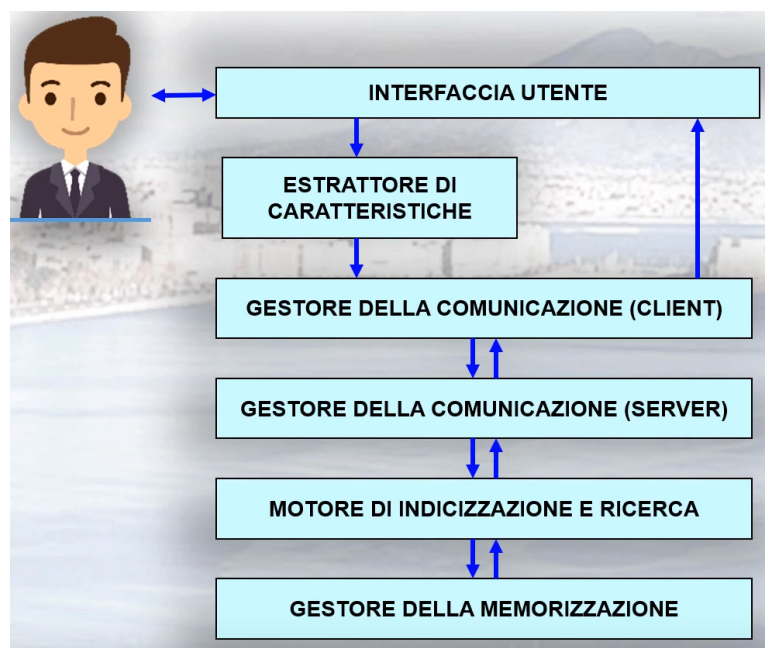 INTERFACCIA UTENTE
ESTRATTORE DI
CARATTERISTICHE
GESTORE DELLA COMUNICAZIONE (CLIENT)
GESTORE DELLA COMUNICAZIONE (SERVER)
MOTORE DI INDICIZZAZIONE E RICERCA
GESTORE DELLA MEMORIZZAZIONE